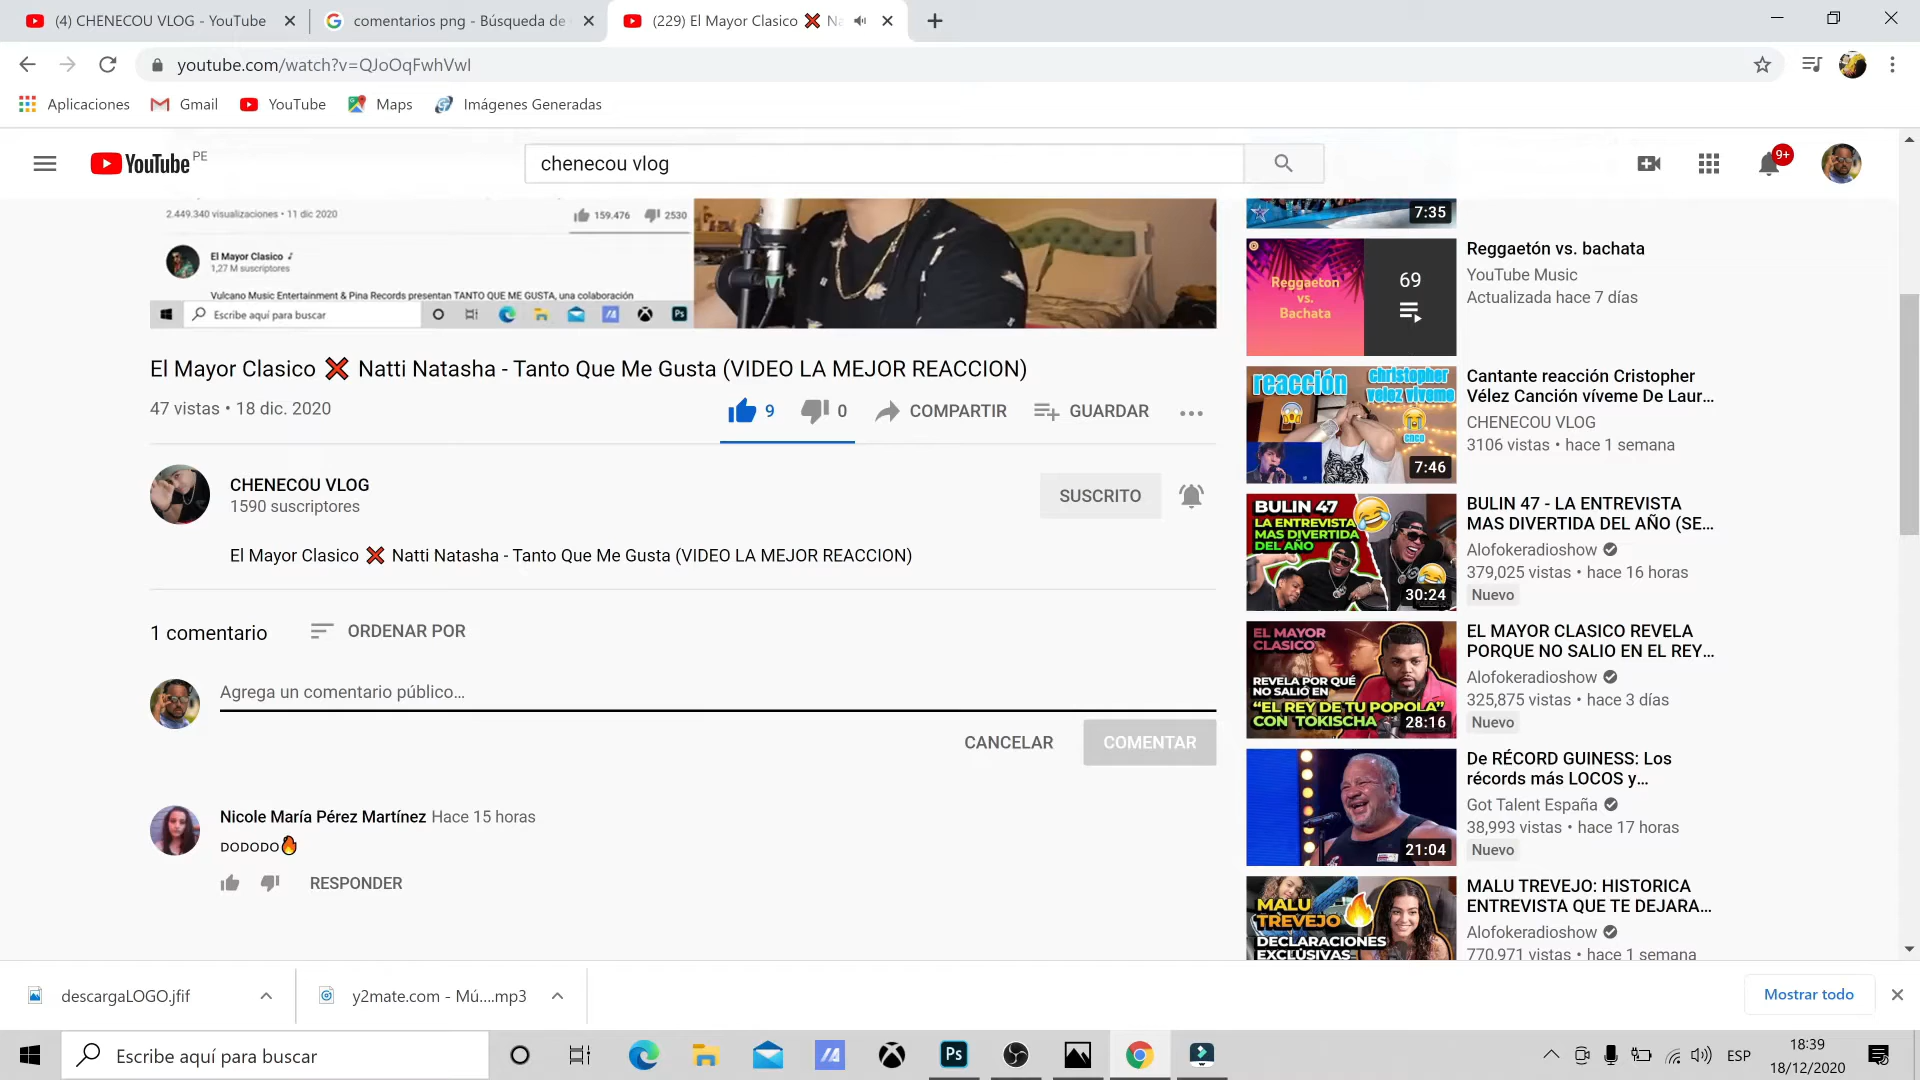 (4) CHENECOU VLOG - YouTube
comentarios png - Búsqueda de
(229) El Mayor Clasico ❌ Na
youtube.com/watch?v=QJoOqFwhVwI
Aplicaciones
Gmail
YouTube
Maps
Imágenes Generadas
YouTube PE
chenecou vlog
9+
2.449.340 visualizaciones • 11 dic 2020
159.476
2530
El Mayor Clasico ♪
1,27 M suscriptores
Vulcano Music Entertainment & Pina Records presentan TANTO QUE ME GUSTA, una colaboración
Escribe aquí para buscar
Ps
El Mayor Clasico ❌ Natti Natasha - Tanto Que Me Gusta (VIDEO LA MEJOR REACCION)
47 vistas • 18 dic. 2020
9
0
COMPARTIR
GUARDAR
CHENECOU VLOG
1590 suscriptores
SUSCRITO
El Mayor Clasico ❌ Natti Natasha - Tanto Que Me Gusta (VIDEO LA MEJOR REACCION)
1 comentario
ORDENAR POR
Agrega un comentario público...
CANCELAR
COMENTAR
Nicole María Pérez Martínez Hace 15 horas
ᴅᴏᴅᴏᴅᴏ🔥
RESPONDER
7:35
Reggaeton
vs.
Bachata
69
Reggaetón vs. bachata
YouTube Music
Actualizada hace 7 días
reacción
christopher
velez viveme
cnco
7:46
Cantante reacción Cristopher
Vélez Canción víveme De Laur...
CHENECOU VLOG
3106 vistas • hace 1 semana
BULIN 47
LA ENTREVISTA
MAS DIVERTIDA
DEL AÑO
30:24
BULIN 47 - LA ENTREVISTA
MAS DIVERTIDA DEL AÑO (SE...
Alofokeradioshow
379,025 vistas • hace 16 horas
Nuevo
EL MAYOR
CLASICO
REVELA POR QUÉ
NO SALIÓ EN
"EL REY DE TU POPOLA"
CON TOKISCHA
28:16
EL MAYOR CLASICO REVELA
PORQUE NO SALIO EN EL REY...
Alofokeradioshow
325,875 vistas • hace 3 días
Nuevo
21:04
De RÉCORD GUINESS: Los
récords más LOCOS y...
Got Talent España
38,993 vistas • hace 17 horas
Nuevo
MALU
TREVEJO
DECLARACIONES
EXCLUSIVAS
MALU TREVEJO: HISTORICA
ENTREVISTA QUE TE DEJARA...
Alofokeradioshow
770,971 vistas • hace 1 semana
descargaLOGO.jfif
y2mate.com - Mú....mp3
Mostrar todo
Escribe aquí para buscar
Ps
ESP
18:39
18/12/2020